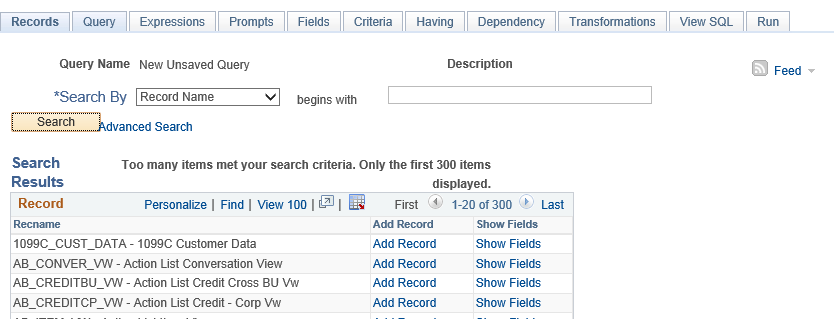 Records Query Expressions Prompts Fields Criteria Having Dependency Transformations View SQL Run
Query Name New Unsaved Query Description Feed
*Search By Record Name begins with
Search Advanced Search
Search Results
Too many items met your search criteria. Only the first 300 items displayed.
Record Personalize | Find | View 100 | | First 1-20 of 300 Last
Recname Add Record Show Fields
1099C_CUST_DATA - 1099C Customer Data Add Record Show Fields
AB_CONVER_VW - Action List Conversation View Add Record Show Fields
AB_CREDITBU_VW - Action List Credit Cross BU Vw Add Record Show Fields
AB_CREDITCP_VW - Action List Credit - Corp Vw Add Record Show Fields